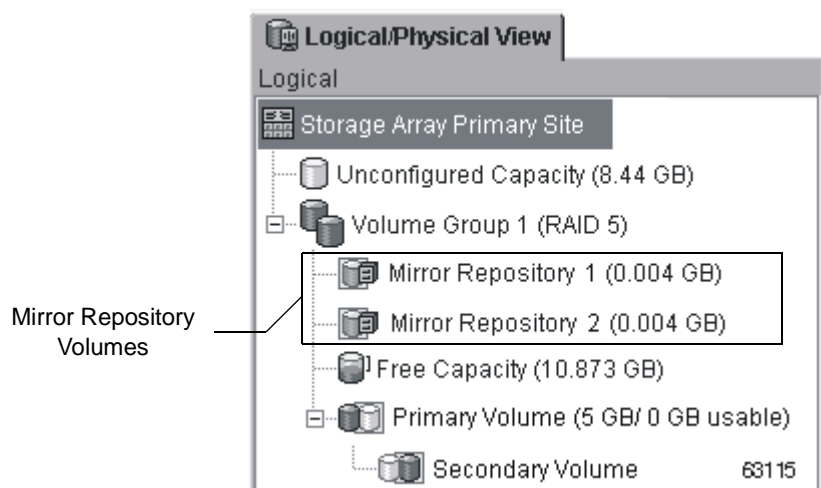 Logical/Physical View
Logical
Storage Array Primary Site
Unconfigured Capacity (8.44 GB)
Volume Group 1 (RAID 5)
Mirror Repository 1 (0.004 GB)
Mirror Repository 2 (0.004 GB)
Mirror Repository
Volumes
Free Capacity (10.873 GB)
Primary Volume (5 GB/ 0 GB usable)
Secondary Volume 63115